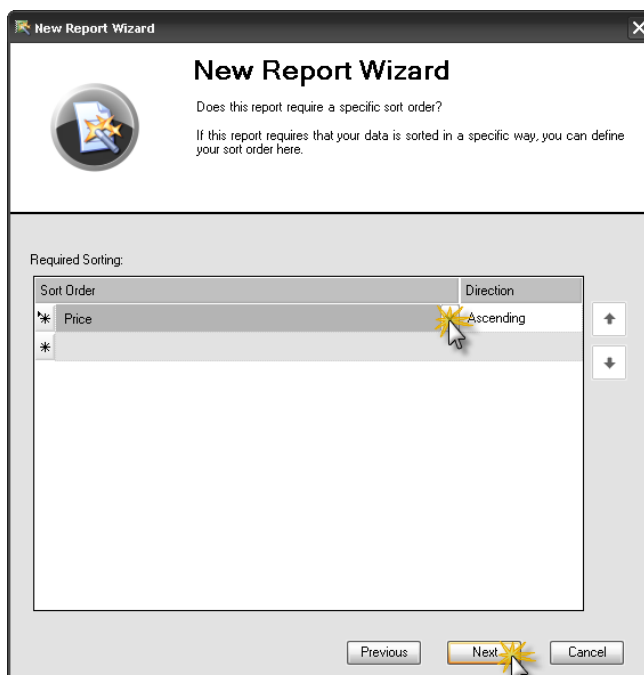 New Report Wizard
New Report Wizard
Does this report require a specific sort order?
If this report requires that your data is sorted in a specific way, you can define
your sort order here.
Required Sorting:
Sort Order Direction
Price Ascending
Previous Next Cancel